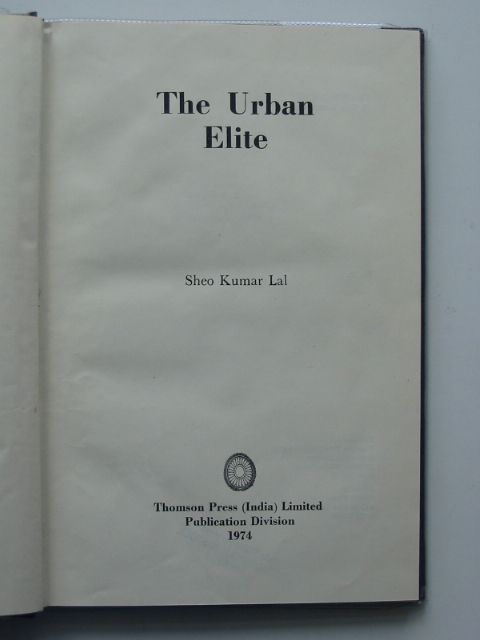 The Urban
Elite
Sheo Kumar Lal
Thomson Press (India) Limited
Publication Division
1974